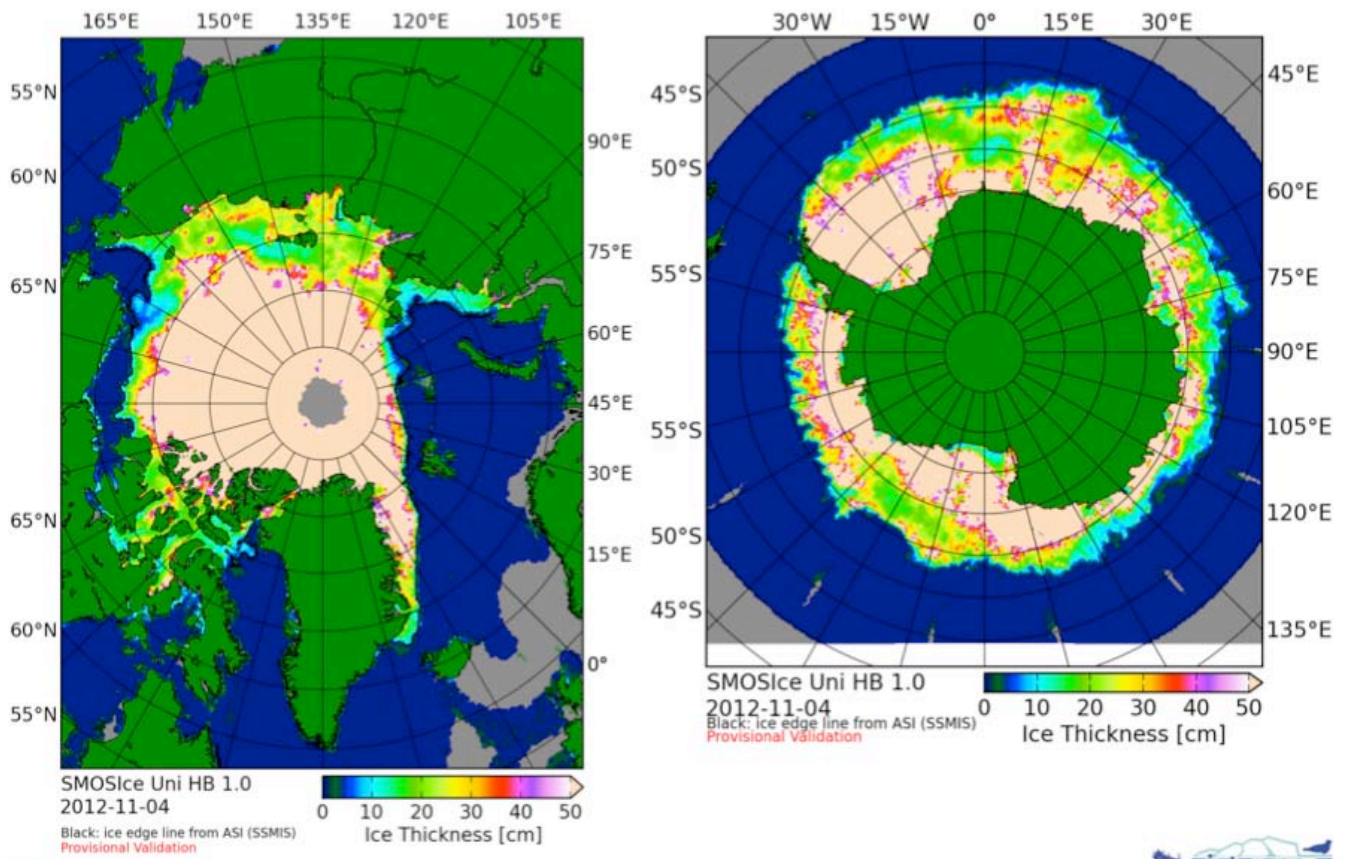 165°E 150°E 135°E 120°E 105°E
55°N
60°N
65°N
65°N
60°N
55°N
90°E
75°E
60°E
45°E
30°E
15°E
0°
SMOSIce Uni HB 1.0
2012-11-04
Black: ice edge line from ASI (SSMIS)
Provisional Validation
0 10 20 30 40 50
Ice Thickness [cm]
30°W 15°W 0° 15°E 30°E
45°S
50°S
55°S
55°S
50°S
45°S
45°E
60°E
75°E
90°E
105°E
120°E
135°E
SMOSIce Uni HB 1.0
2012-11-04
Black: ice edge line from ASI (SSMIS)
Provisional Validation
0 10 20 30 40 50
Ice Thickness [cm]